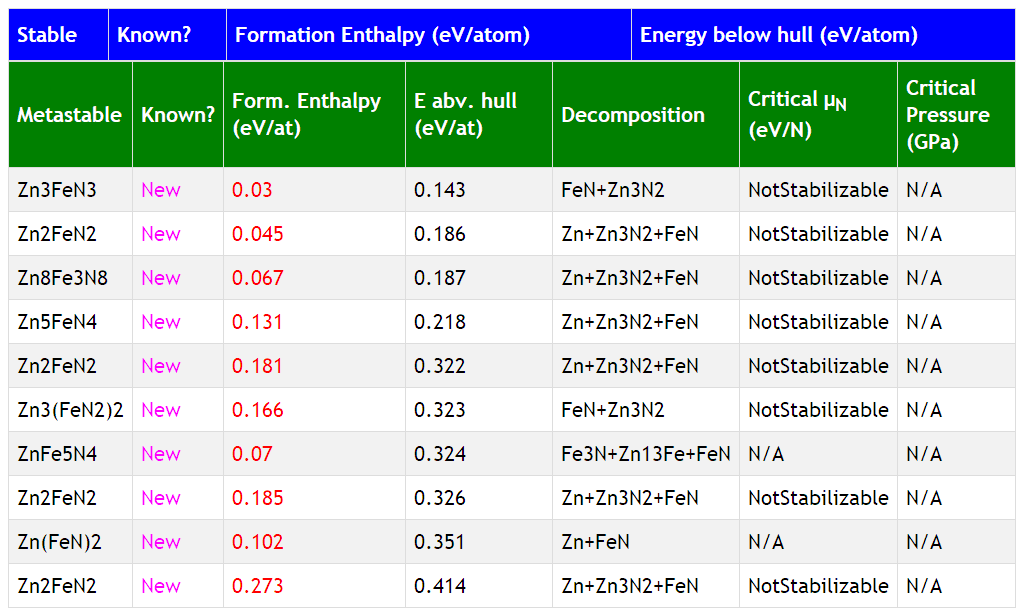 Stable Known? Formation Enthalpy (eV/atom) Energy below hull (eV/atom)
Metastable Known? Form. Enthalpy (eV/at) E abv. hull (eV/at) Decomposition Critical μN (eV/N) Critical Pressure (GPa)
Zn3FeN3 New 0.03 0.143 FeN+Zn3N2 NotStabilizable N/A
Zn2FeN2 New 0.045 0.186 Zn+Zn3N2+FeN NotStabilizable N/A
Zn8Fe3N8 New 0.067 0.187 Zn+Zn3N2+FeN NotStabilizable N/A
Zn5FeN4 New 0.131 0.218 Zn+Zn3N2+FeN NotStabilizable N/A
Zn2FeN2 New 0.181 0.322 Zn+Zn3N2+FeN NotStabilizable N/A
Zn3(FeN2)2 New 0.166 0.323 FeN+Zn3N2 NotStabilizable N/A
ZnFe5N4 New 0.07 0.324 Fe3N+Zn13Fe+FeN N/A N/A
Zn2FeN2 New 0.185 0.326 Zn+Zn3N2+FeN NotStabilizable N/A
Zn(FeN)2 New 0.102 0.351 Zn+FeN N/A N/A
Zn2FeN2 New 0.273 0.414 Zn+Zn3N2+FeN NotStabilizable N/A